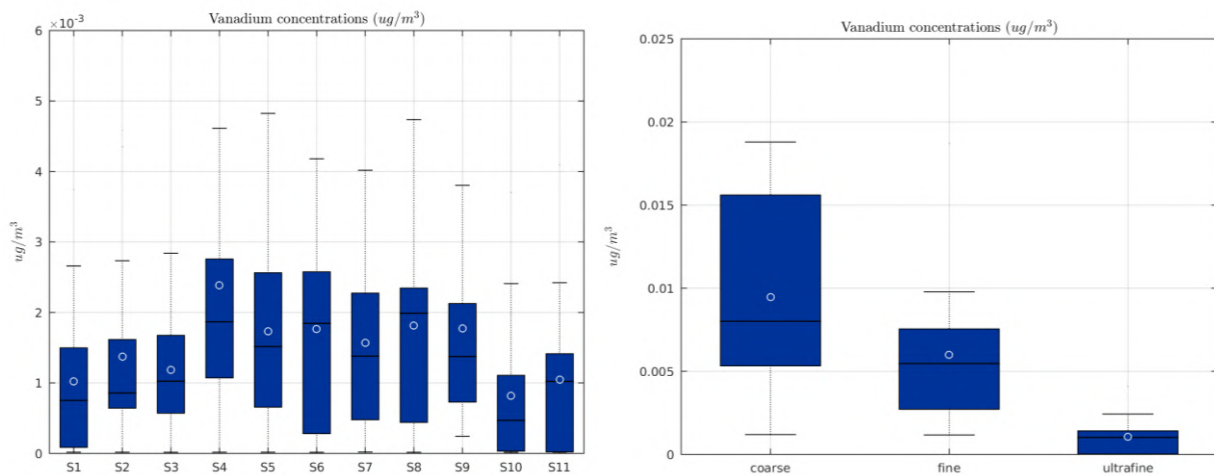 Vanadium concentrations (ug/m³)
×10⁻³
6
5
4
3
2
1
0
ug/m³
S1 S2 S3 S4 S5 S6 S7 S8 S9 S10 S11
Vanadium concentrations (ug/m³)
0.025
0.02
0.015
0.01
0.005
0
ug/m³
coarse fine ultrafine